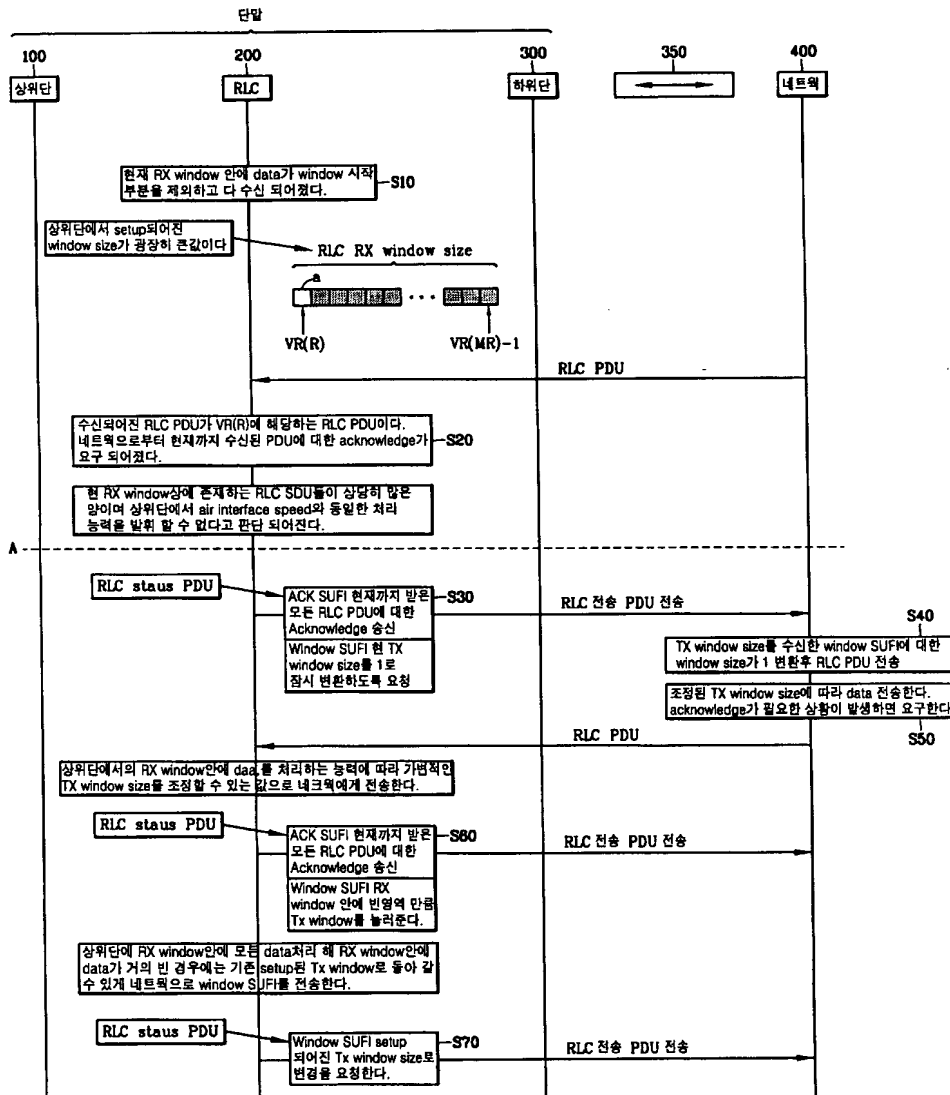 단말
100
200
300
350
400
상위단
RLC
하위단
네트웍
현재 RX window 안에 data가 window 시작
부분을 제외하고 다 수신 되어졌다.
S10
상위단에서 setup되어진
window size가 굉장히 큰값이다
RLC RX window size
a
VR(R)
VR(MR)-1
RLC PDU
수신되어진 RLC PDU가 VR(R)에 해당하는 RLC PDU이다.
네트웍으로부터 현재까지 수신된 PDU에 대한 acknowledge가
요구 되어졌다.
S20
현 RX window상에 존재하는 RLC SDU들이 상당히 많은
양이며 상위단에서 air interface speed와 동일한 처리
능력을 발휘 할 수 없다고 판단 되어진다.
A
RLC staus PDU
ACK SUFI 현재까지 받은
모든 RLC PDU에 대한
Acknowledge 송신
S30
RLC 전송 PDU 전송
Window SUFI 현 TX
window size를 1로
잠시 변환하도록 요청
S40
TX window size를 수신한 window SUFI에 대한
window size가 1 변환후 RLC PDU 전송
조정된 TX window size에 따라 data 전송한다.
acknowledge가 필요한 상황이 발생하면 요구한다
S50
RLC PDU
상위단에서의 RX window안에 daa를 처리하는 능력에 따라 가변적인
TX window size를 조정할 수 있는 값으로 네크웍에게 전송한다.
RLC staus PDU
ACK SUFI 현재까지 받은
모든 RLC PDU에 대한
Acknowledge 송신
S60
RLC 전송 PDU 전송
Window SUFI RX
window 안에 빈영역 만큼
Tx window를 늘러준다.
상위단에 RX window안에 모든 data처리 해 RX window안에
data가 거의 빈 경우에는 기존 setup된 Tx window로 돌아 갈
수 있게 네트웍으로 window SUFI를 전송한다.
RLC staus PDU
Window SUFI setup
되어진 Tx window size로
변경을 요청한다.
S70
RLC 전송 PDU 전송